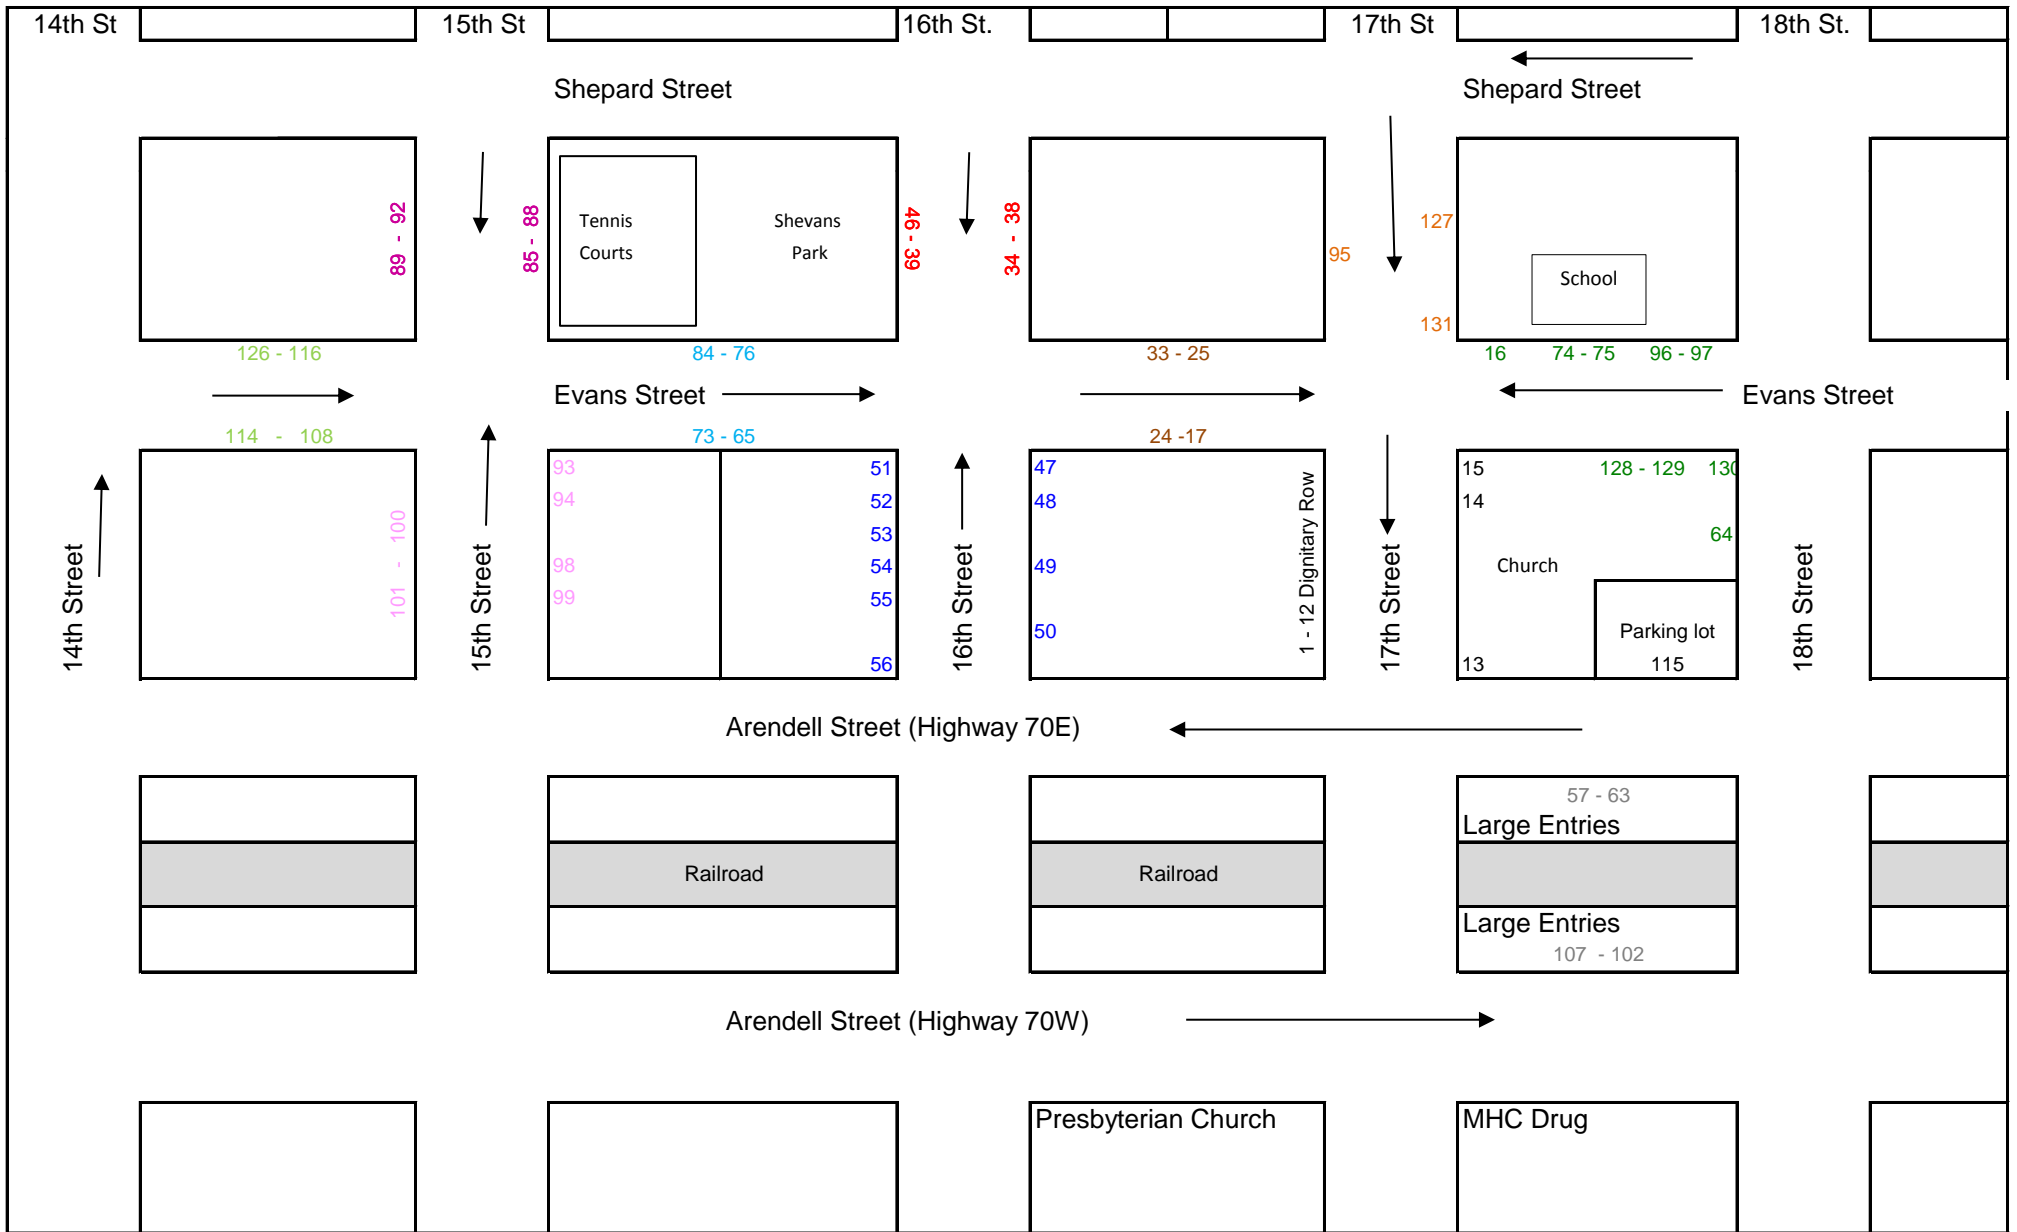 14th St
15th St
16th St.
17th St
18th St.
Shepard Street
Shepard Street
89 - 92
85 - 88
Tennis
Courts
Shevans
Park
46 - 39
34 - 38
95
127
131
School
126 - 116
84 - 76
33 - 25
16
74 - 75
96 - 97
Evans Street
Evans Street
114 - 108
73 - 65
24 -17
14th Street
101 - 100
15th Street
93
94
98
99
51
52
53
54
55
56
16th Street
47
48
49
50
1 - 12 Dignitary Row
17th Street
15
14
13
128 - 129
130
64
Church
Parking lot
115
18th Street
Arendell Street (Highway 70E)
57 - 63
Large Entries
Railroad
Railroad
Large Entries
107 - 102
Arendell Street (Highway 70W)
Presbyterian Church
MHC Drug